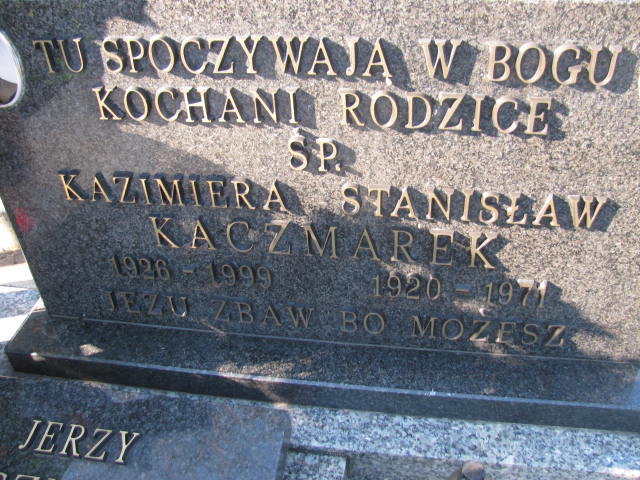 TU SPOCZYWAJĄ W BOGU
KOCHANI RODZICE
ŚP.
KAZIMIERA STANISŁAW
KACZMAREK
1926 - 1999 1920 - 1971
JEZU ZBAW BO MOŻESZ
JERZY